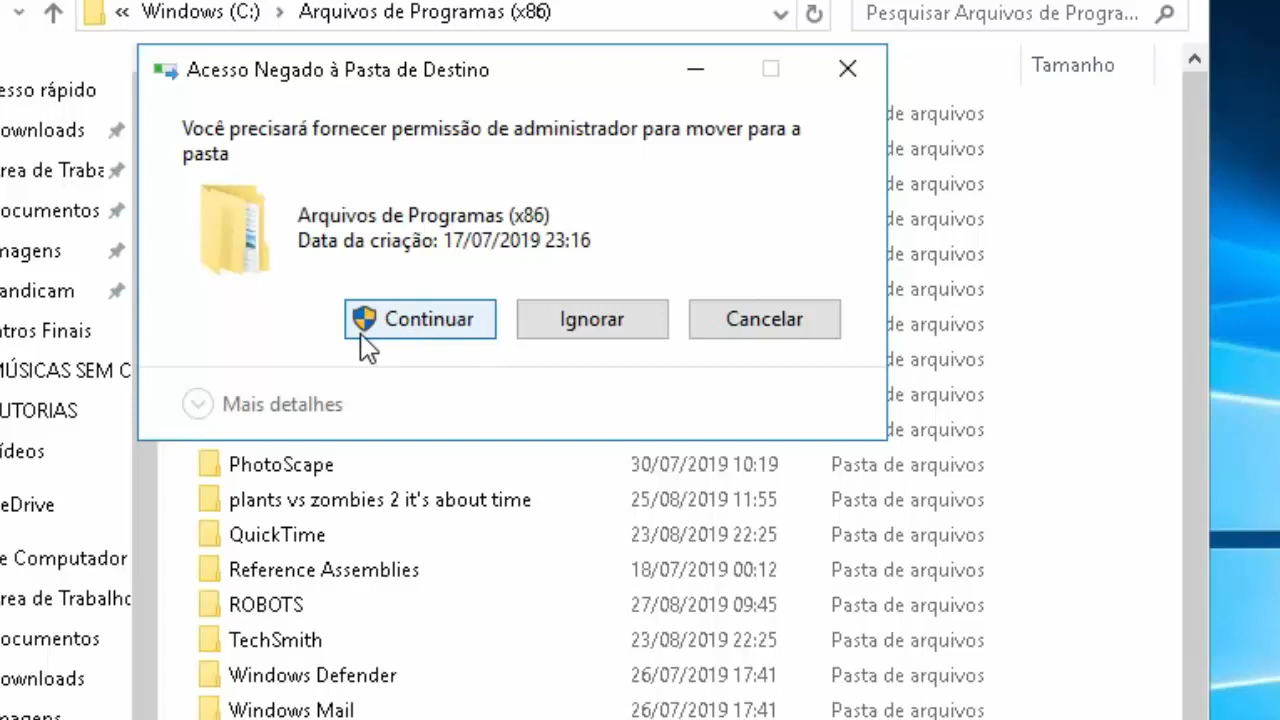 « Windows (C:) > Arquivos de Programas (x86)
Pesquisar Arquivos de Progra...
Acesso Negado à Pasta de Destino
Você precisará fornecer permissão de administrador para mover para a
pasta
Arquivos de Programas (x86)
Data da criação: 17/07/2019 23:16
Continuar
Ignorar
Cancelar
Mais detalhes
esso rápido
ownloads
rea de Traba
ocumentos
magens
andicam
tros Finais
MÚSICAS SEM C
UTORIAS
ídeos
eDrive
e Computador
rea de Trabalho
ocumentos
ownloads
magens
Tamanho
de arquivos
de arquivos
de arquivos
de arquivos
de arquivos
de arquivos
de arquivos
de arquivos
de arquivos
de arquivos
PhotoScape 30/07/2019 10:19 Pasta de arquivos
plants vs zombies 2 it's about time 25/08/2019 11:55 Pasta de arquivos
QuickTime 23/08/2019 22:25 Pasta de arquivos
Reference Assemblies 18/07/2019 00:12 Pasta de arquivos
ROBOTS 27/08/2019 09:45 Pasta de arquivos
TechSmith 23/08/2019 22:25 Pasta de arquivos
Windows Defender 26/07/2019 17:41 Pasta de arquivos
Windows Mail 26/07/2019 17:41 Pasta de arquivos